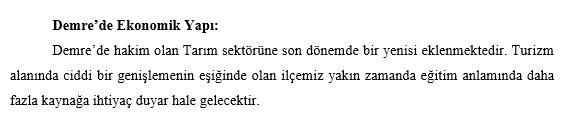 Demre’de Ekonomik Yapı:
Demre’de hakim olan Tarım sektörüne son dönemde bir yenisi eklenmektedir. Turizm
alanında ciddi bir genişlemenin eşiğinde olan ilçemiz yakın zamanda eğitim anlamında daha
fazla kaynağa ihtiyaç duyar hale gelecektir.